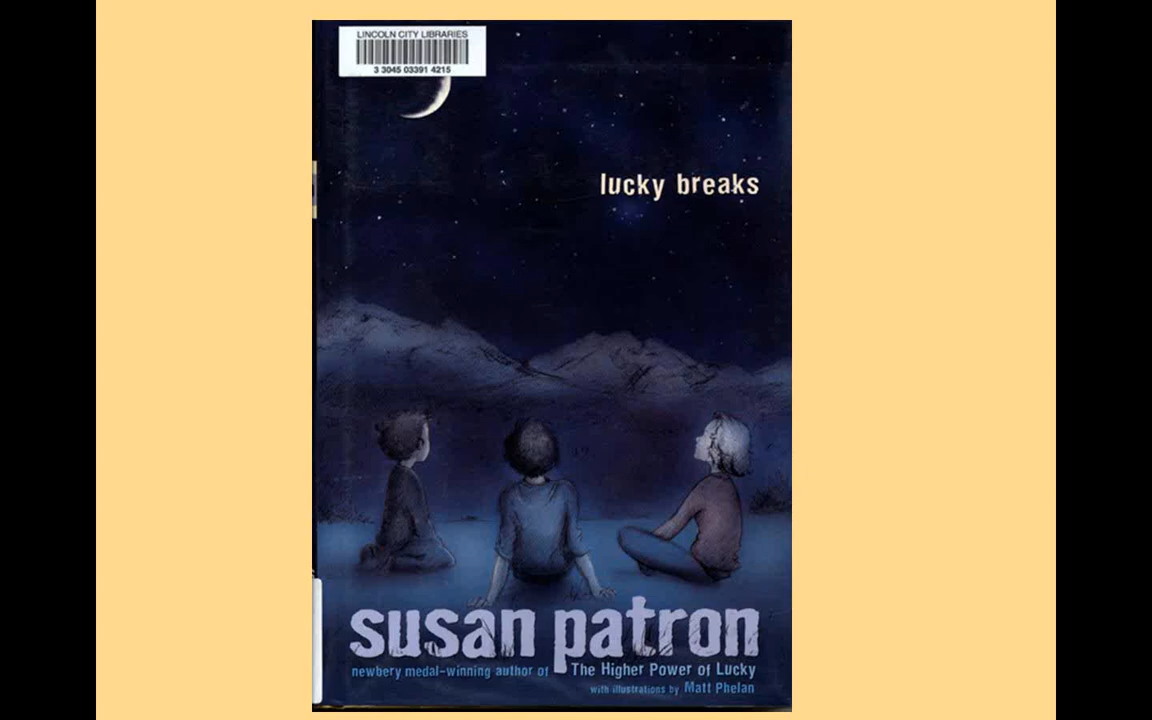 LINCOLN CITY LIBRARIES
3 3045 03391 4215
lucky breaks
susan patron
newbery medal-winning author of The Higher Power of Lucky
with illustrations by Matt Phelan